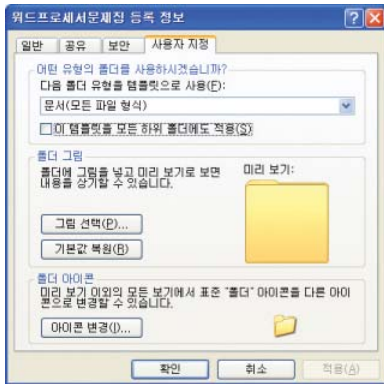 워드프로세서문제집 등록 정보
일반 공유 보안 사용자 지정
어떤 유형의 폴더를 사용하시겠습니까?
다음 폴더 유형을 템플릿으로 사용(F):
문서(모든 파일 형식)
이 템플릿을 모든 하위 폴더에도 적용(S)
폴더 그림
폴더에 그림을 넣고 미리 보기로 보면
내용을 상기할 수 있습니다.
미리 보기:
그림 선택(P)...
기본값 복원(R)
폴더 아이콘
미리 보기 이외의 모든 보기에서 표준 "폴더" 아이콘을 다른 아이
콘으로 변경할 수 있습니다.
아이콘 변경(I)...
확인 취소 적용(A)